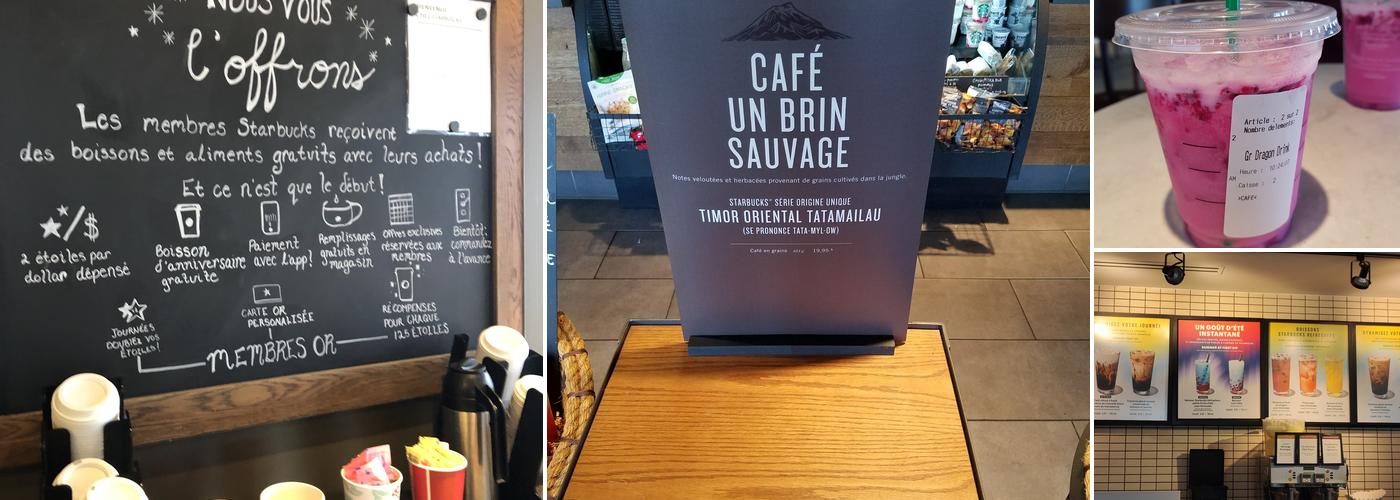 Nous vous
l'offrons
Les membres Starbucks reçoivent
des boissons et aliments gratuits avec leurs achats!
Et ce n'est que le début!
2 étoiles par
dollar dépensé
Boisson
d'anniversaire
gratuite
Paiement
avec l'app!
Remplissages
gratuits en
magasin
Offres exclusives
réservées aux
membres
Bientôt:
commandez
à l'avance
JOURNÉES
DOUBLEZ VOS
ÉTOILES!
CARTE OR
PERSONALISÉE
RÉCOMPENSES
POUR CHAQUE
125 ÉTOILES
MEMBRES OR
CAFÉ
UN BRIN
SAUVAGE
Notes veloutées et herbacées provenant de grains cultivés dans la jungle.
STARBUCKS® SÉRIE ORIGINE UNIQUE
TIMOR ORIENTAL TATAMAILAU
(SE PRONONCE TATA-MYL-OW)
Café en grains 19,95 $
Article : 2 sur 2
Nombre delements:
2
Gr Dragon Drink
Heure : 10:24:07
AM
Caisse : 2
>CAFE<
UN GOÛT D'ÉTÉ
INSTANTANÉ
BOISSONS
STARBUCKS REFRESHERS